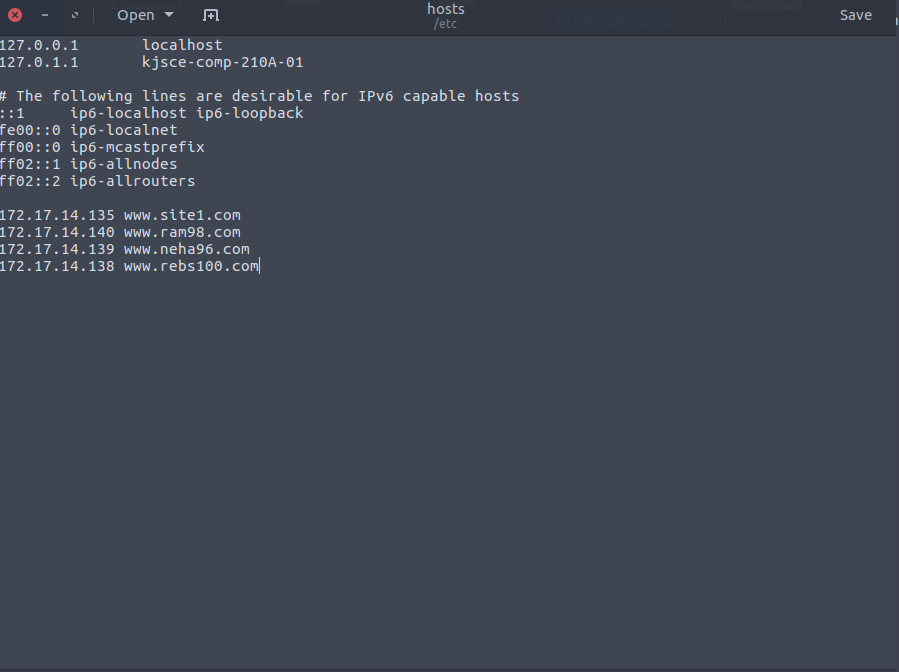 Open
hosts
/etc
Save
127.0.0.1       localhost
127.0.1.1       kjsce-comp-210A-01
# The following lines are desirable for IPv6 capable hosts
::1     ip6-localhost ip6-loopback
fe00::0 ip6-localnet
ff00::0 ip6-mcastprefix
ff02::1 ip6-allnodes
ff02::2 ip6-allrouters
172.17.14.135 www.site1.com
172.17.14.140 www.ram98.com
172.17.14.139 www.neha96.com
172.17.14.138 www.rebs100.com